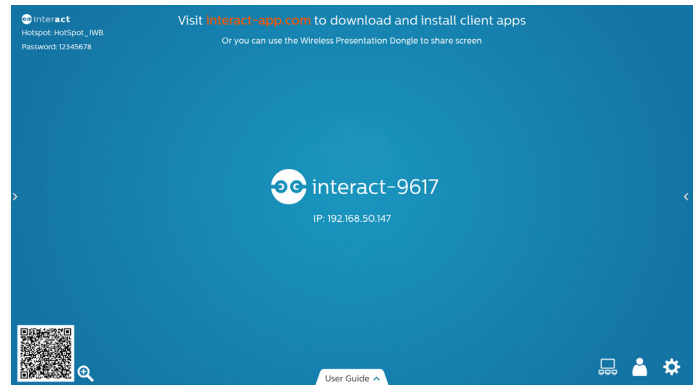 interact
Hotspot: HotSpot_IWB
Password: 12345678
Visit interact-app.com to download and install client apps
Or you can use the Wireless Presentation Dongle to share screen
interact-9617
IP: 192.168.50.147
User Guide